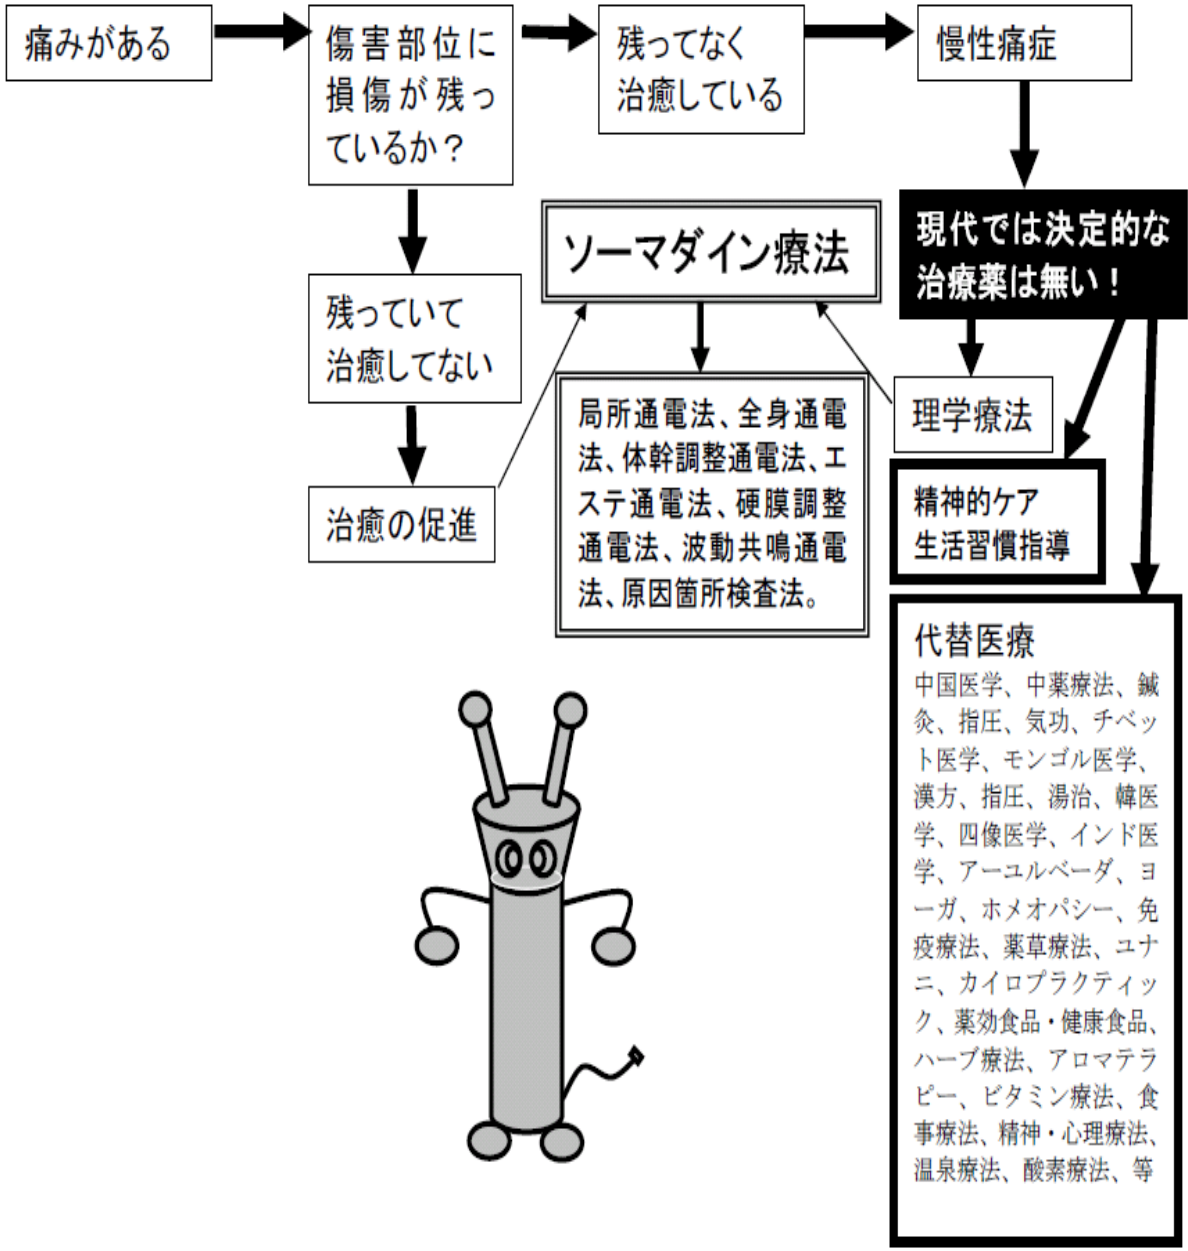 痛みがある
傷害部位に
損傷が残っ
ているか？
残ってなく
治癒している
慢性痛症
現代では決定的な
治療薬は無い！
ソーマダイン療法
残っていて
治癒してない
治癒の促進
局所通電法、全身通電
法、体幹調整通電法、エ
ステ通電法、硬膜調整
通電法、波動共鳴通電
法、原因箇所検査法。
理学療法
精神的ケア
生活習慣指導
代替医療
中国医学、中薬療法、鍼
灸、指圧、気功、チベッ
ト医学、モンゴル医学、
漢方、指圧、湯治、韓医
学、四像医学、インド医
学、アーユルベーダ、ヨ
ーガ、ホメオパシー、免
疫療法、薬草療法、ユナ
ニ、カイロプラクティッ
ク、薬効食品・健康食品、
ハーブ療法、アロマテラ
ピー、ビタミン療法、食
事療法、精神・心理療法、
温泉療法、酸素療法、等